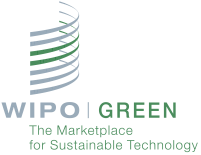 WIPO | GREEN
The Marketplace
for Sustainable Technology